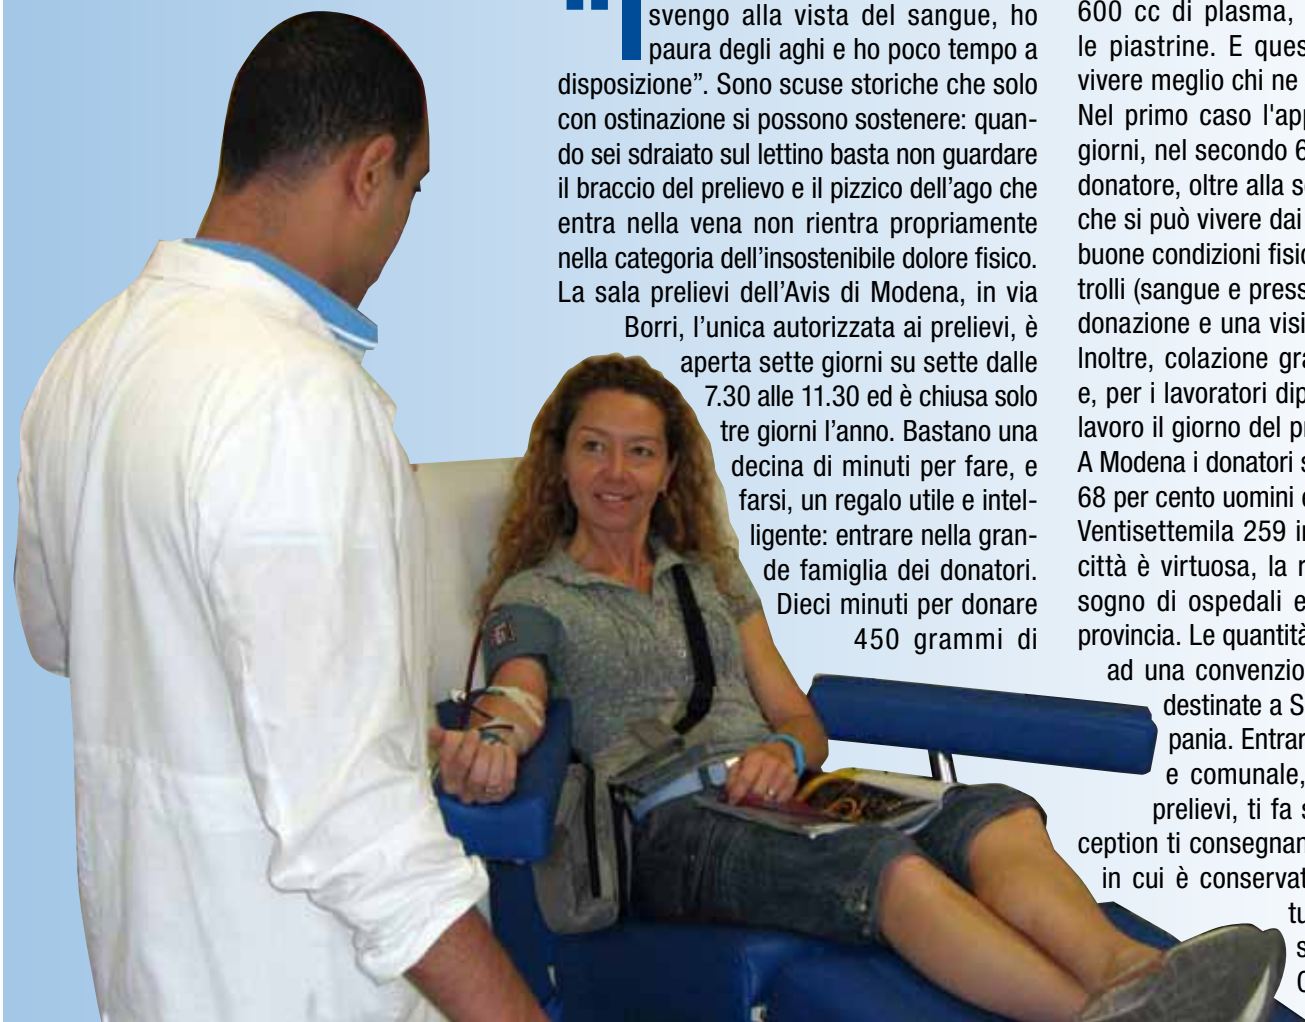 "I
svengo alla vista del sangue, ho
paura degli aghi e ho poco tempo a
disposizione”. Sono scuse storiche che solo
con ostinazione si possono sostenere: quan-
do sei sdraiato sul lettino basta non guardare
il braccio del prelievo e il pizzico dell’ago che
entra nella vena non rientra propriamente
nella categoria dell’insostenibile dolore fisico.
La sala prelievi dell’Avis di Modena, in via
Borri, l’unica autorizzata ai prelievi, è
aperta sette giorni su sette dalle
7.30 alle 11.30 ed è chiusa solo
tre giorni l’anno. Bastano una
decina di minuti per fare, e
farsi, un regalo utile e intel-
ligente: entrare nella gran-
de famiglia dei donatori.
Dieci minuti per donare
450 grammi di
600 cc di plasma,
le piastrine. E ques
vivere meglio chi ne
Nel primo caso l'app
giorni, nel secondo 6
donatore, oltre alla s
che si può vivere dai
buone condizioni fisic
trolli (sangue e press
donazione e una visi
Inoltre, colazione gra
e, per i lavoratori dip
lavoro il giorno del pr
A Modena i donatori s
68 per cento uomini
Ventisettemila 259 in
città è virtuosa, la
sogno di ospedali e
provincia. Le quantità
ad una convenzio
destinate a S
pania. Entrar
e comunale,
prelievi, ti fa s
ception ti consegnan
in cui è conservat
tu
s